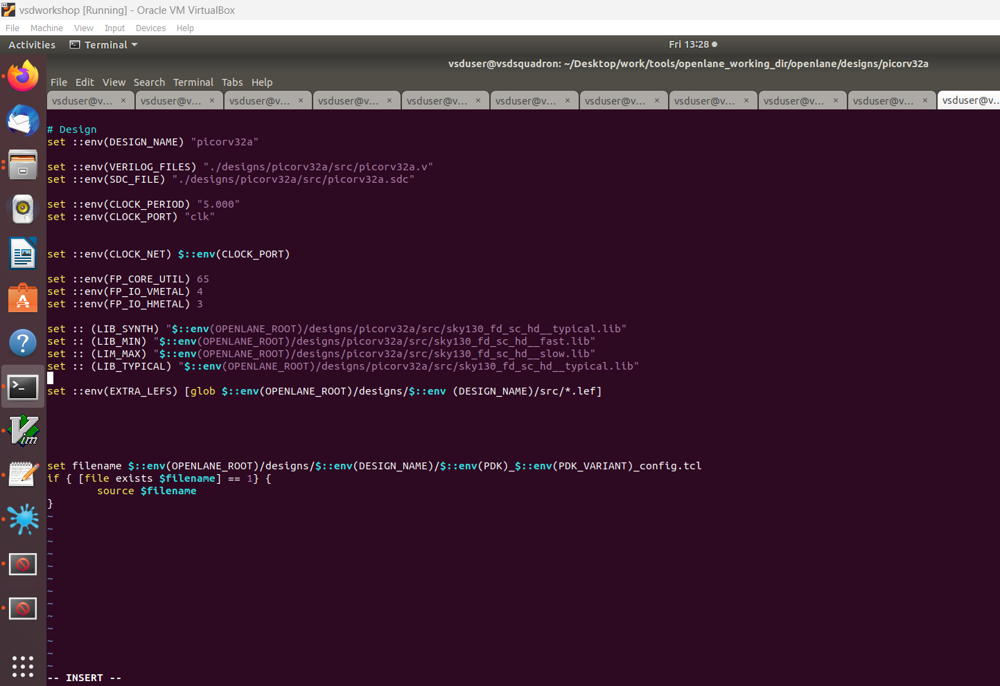 vsdworkshop [Running] - Oracle VM VirtualBox
File Machine View Input Devices Help
Activities Terminal Fri 13:28
vsduser@vsdsquadron: ~/Desktop/work/tools/openlane_working_dir/openlane/designs/picorv32a
File Edit View Search Terminal Tabs Help
vsduser@v... × vsduser@v... × vsduser@v... × vsduser@v... × vsduser@v... × vsduser@v... × vsduser@v... × vsduser@v... × vsduser@v... × vsduser@v... × vsduser@v...
# Design
set ::env(DESIGN_NAME) "picorv32a"
set ::env(VERILOG_FILES) "./designs/picorv32a/src/picorv32a.v"
set ::env(SDC_FILE) "./designs/picorv32a/src/picorv32a.sdc"
set ::env(CLOCK_PERIOD) "5.000"
set ::env(CLOCK_PORT) "clk"
set ::env(CLOCK_NET) $::env(CLOCK_PORT)
set ::env(FP_CORE_UTIL) 65
set ::env(FP_IO_VMETAL) 4
set ::env(FP_IO_HMETAL) 3
set :: (LIB_SYNTH) "$::env(OPENLANE_ROOT)/designs/picorv32a/src/sky130_fd_sc_hd__typical.lib"
set :: (LIB_MIN) "$::env(OPENLANE_ROOT)/designs/picorv32a/src/sky130_fd_sc_hd__fast.lib"
set :: (LIM_MAX) "$::env(OPENLANE_ROOT)/designs/picorv32a/src/sky130_fd_sc_hd__slow.lib"
set :: (LIB_TYPICAL) "$::env(OPENLANE_ROOT)/designs/picorv32a/src/sky130_fd_sc_hd__typical.lib"
set ::env(EXTRA_LEFS) [glob $::env(OPENLANE_ROOT)/designs/$::env (DESIGN_NAME)/src/*.lef]
set filename $::env(OPENLANE_ROOT)/designs/$::env(DESIGN_NAME)/$::env(PDK)_$::env(PDK_VARIANT)_config.tcl
if { [file exists $filename] == 1} {
source $filename
}
~
~
~
~
~
~
~
~
~
~
~
~
~
-- INSERT --